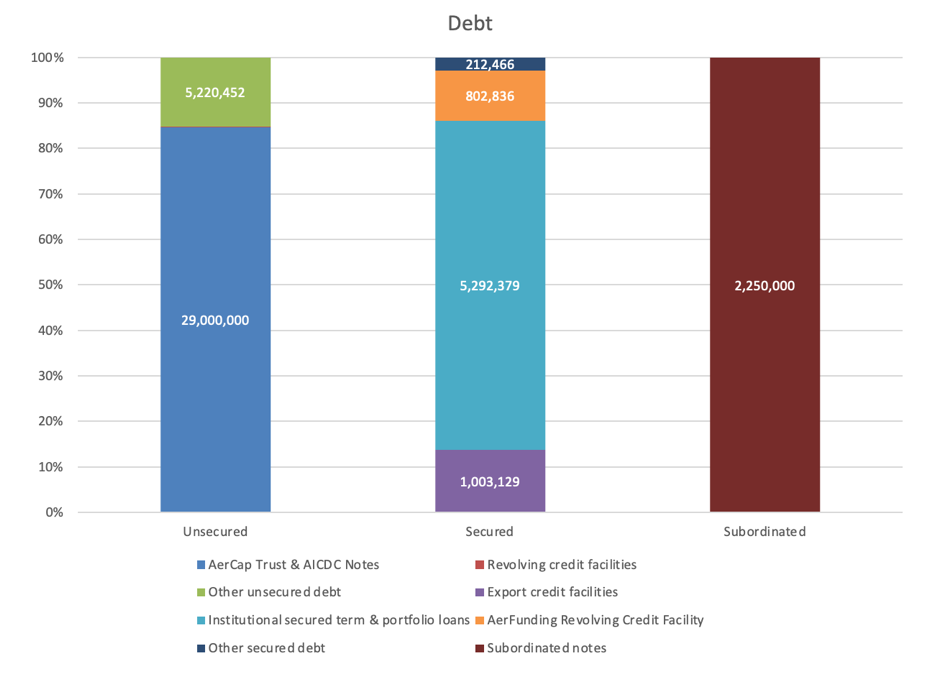 Debt
100%
212,466
5,220,452
802,836
90%
80%
70%
60%
50%
5,292,379
2,250,000
29,000,000
40%
30%
20%
10%
1,003,129
0%
Unsecured
Secured
Subordinated
AerCap Trust & AICDC Notes
Revolving credit facilities
Other unsecured debt
Export credit facilities
Institutional secured term & portfolio loans
AerFunding Revolving Credit Facility
Other secured debt
Subordinated notes